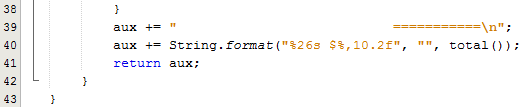 38 }
39 aux += "                              ===========\n";
40 aux += String.format("%26s $%,10.2f", "", total());
41 return aux;
42 }
43 }